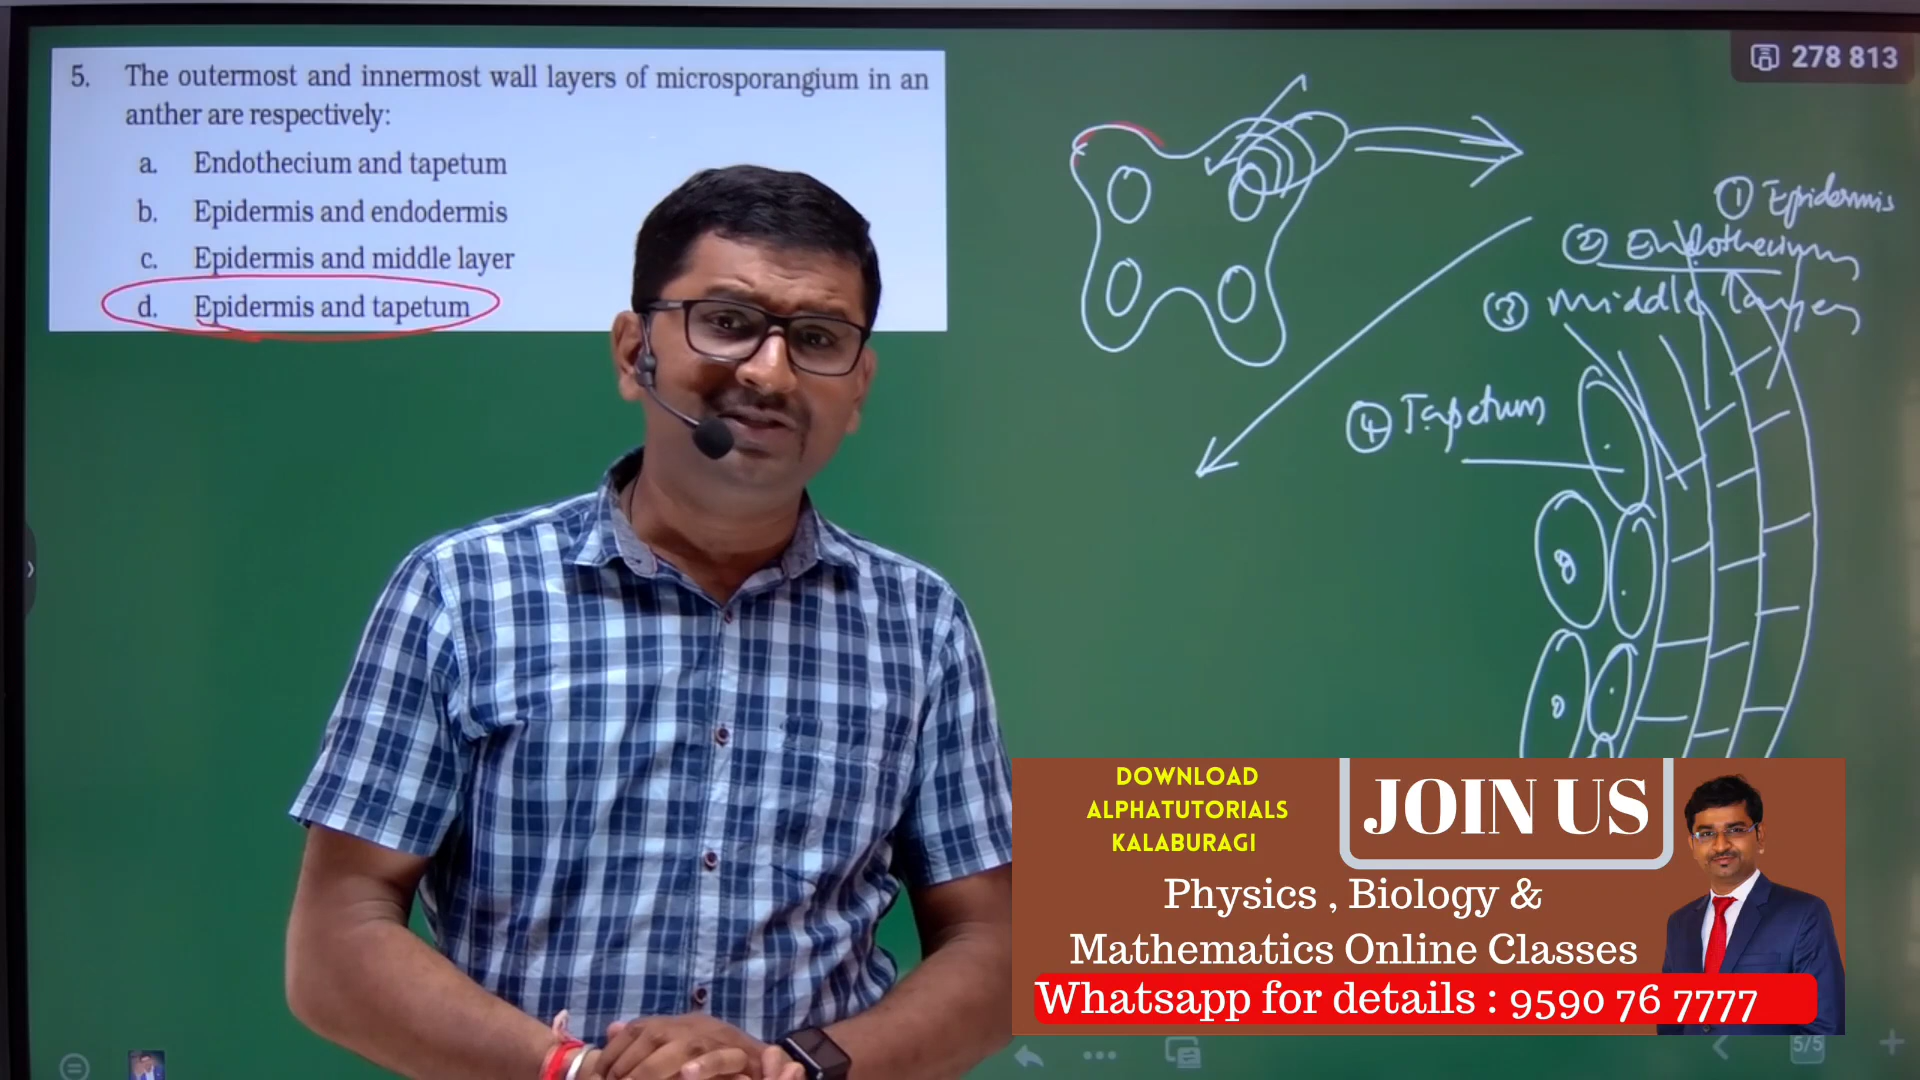 5. The outermost and innermost wall layers of microsporangium in an
anther are respectively:
a. Endothecium and tapetum
b. Epidermis and endodermis
c. Epidermis and middle layer
d. Epidermis and tapetum
278 813
① Epidermis
② Endothecium
③ Middle layer
④ Tapetum
DOWNLOAD
ALPHATUTORIALS
KALABURAGI
JOIN US
Physics , Biology &
Mathematics Online Classes
Whatsapp for details : 9590 76 7777
5/5